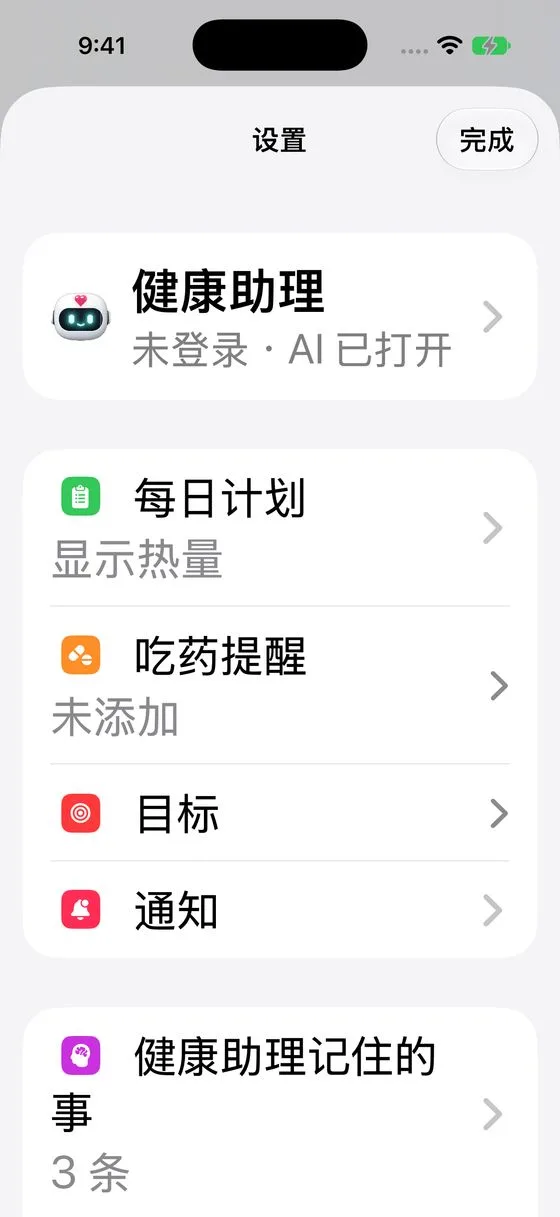 9:41
设置
完成
健康助理
未登录 · AI 已打开
每日计划
显示热量
吃药提醒
未添加
目标
通知
健康助理记住的
事
3 条